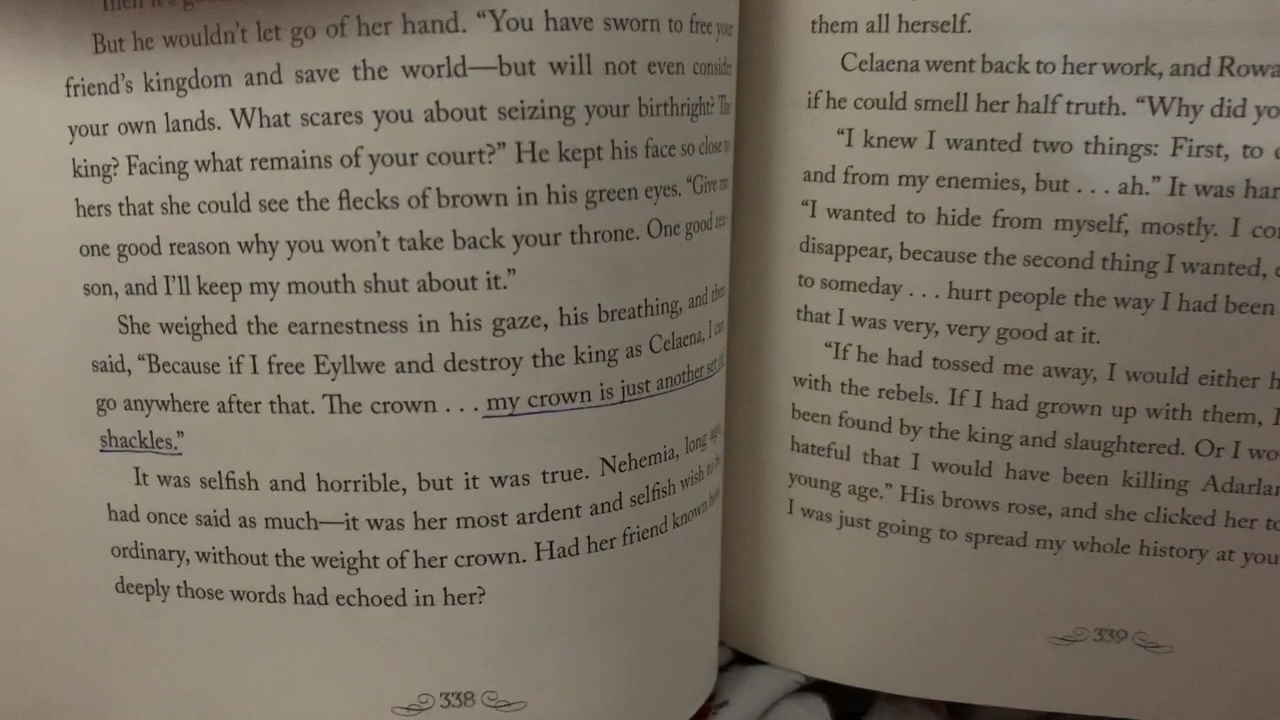 But he wouldn't let go of her hand. “You have sworn to free your
friend's kingdom and save the world—but will not even consider
your own lands. What scares you about seizing your birthright? The
king? Facing what remains of your court?” He kept his face so close to
hers that she could see the flecks of brown in his green eyes. “Give me
one good reason why you won't take back your throne. One good rea-
son, and I'll keep my mouth shut about it.”
She weighed the earnestness in his gaze, his breathing, and then
said, “Because if I free Eyllwe and destroy the king as Celaena, I can
go anywhere after that. The crown . . . my crown is just another set of
shackles.”
It was selfish and horrible, but it was true. Nehemia, long ago,
had once said as much—it was her most ardent and selfish wish to be
ordinary, without the weight of her crown. Had her friend known how
deeply those words had echoed in her?
338
them all herself.
Celaena went back to her work, and
if he could smell her half truth. “Why did
“I knew I wanted two things: First, to
and from my enemies, but . . . ah.” It was
“I wanted to hide from myself, mostly. I
disappear, because the second thing I wanted,
to someday . . . hurt people the way I had been
that I was very, very good at it.
“If he had tossed me away, I would either
with the rebels. If I had grown up with them,
been found by the king and slaughtered. Or I
hateful that I would have been killing
young age.” His brows rose, and she clicked her
I was just going to spread my whole history at
339